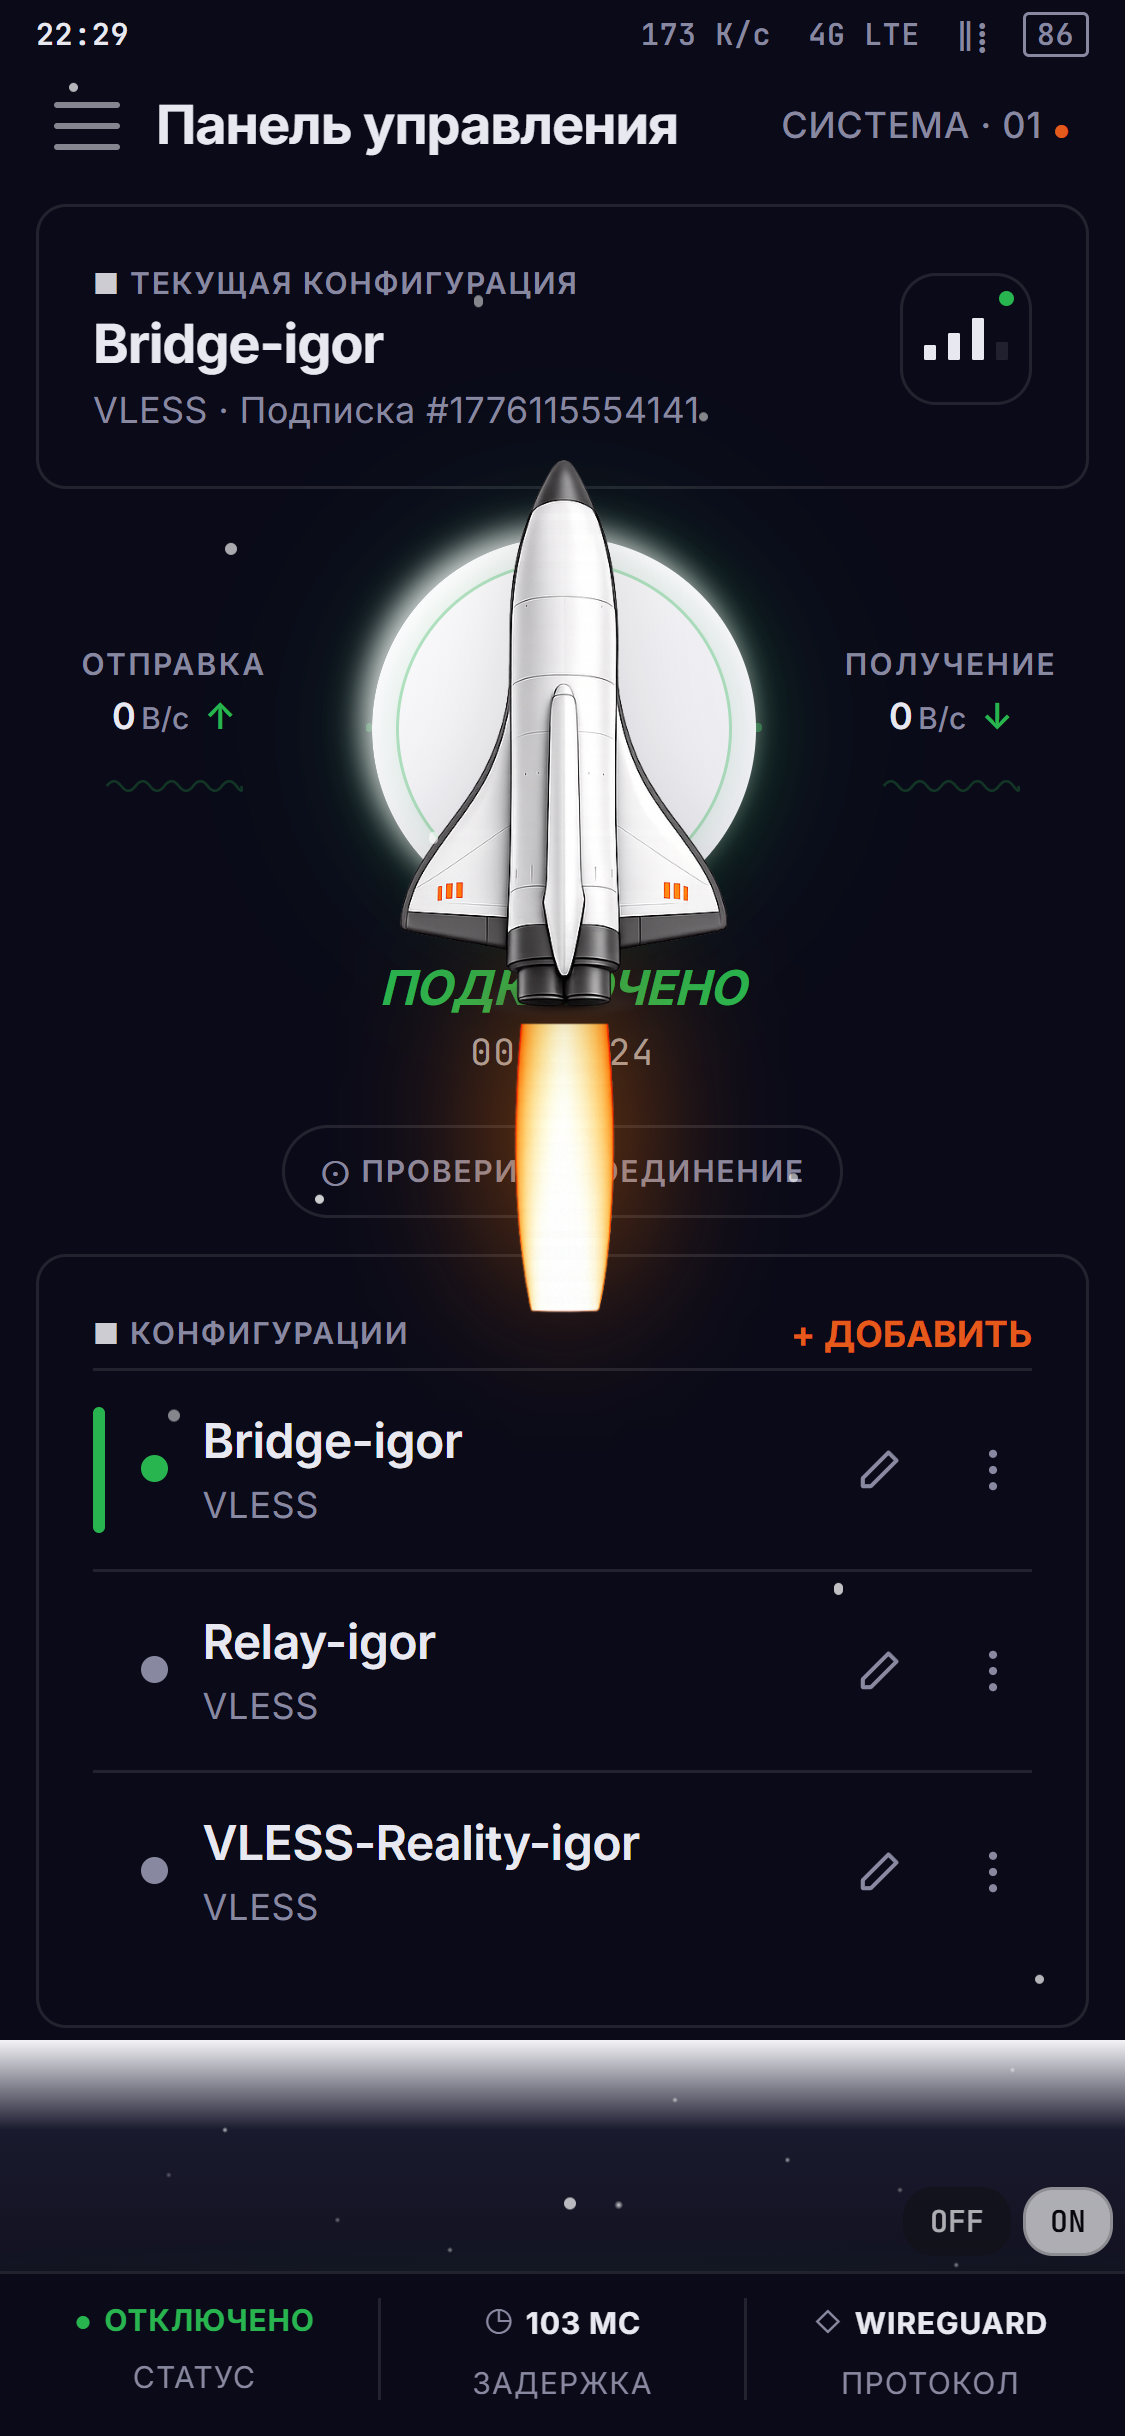 22:29 173 K/c 4G LTE 86
Панель управления СИСТЕМА · 01
ТЕКУЩАЯ КОНФИГУРАЦИЯ
Bridge-igor
VLESS · Подписка #1776115554141
ОТПРАВКА
0 B/c
ПОЛУЧЕНИЕ
0 B/c
КОНФИГУРАЦИИ + ДОБАВИТЬ
Bridge-igor
VLESS
Relay-igor
VLESS
VLESS-Reality-igor
VLESS
OFF ON
ОТКЛЮЧЕНО 103 МС WIREGUARD
СТАТУС ЗАДЕРЖКА ПРОТОКОЛ